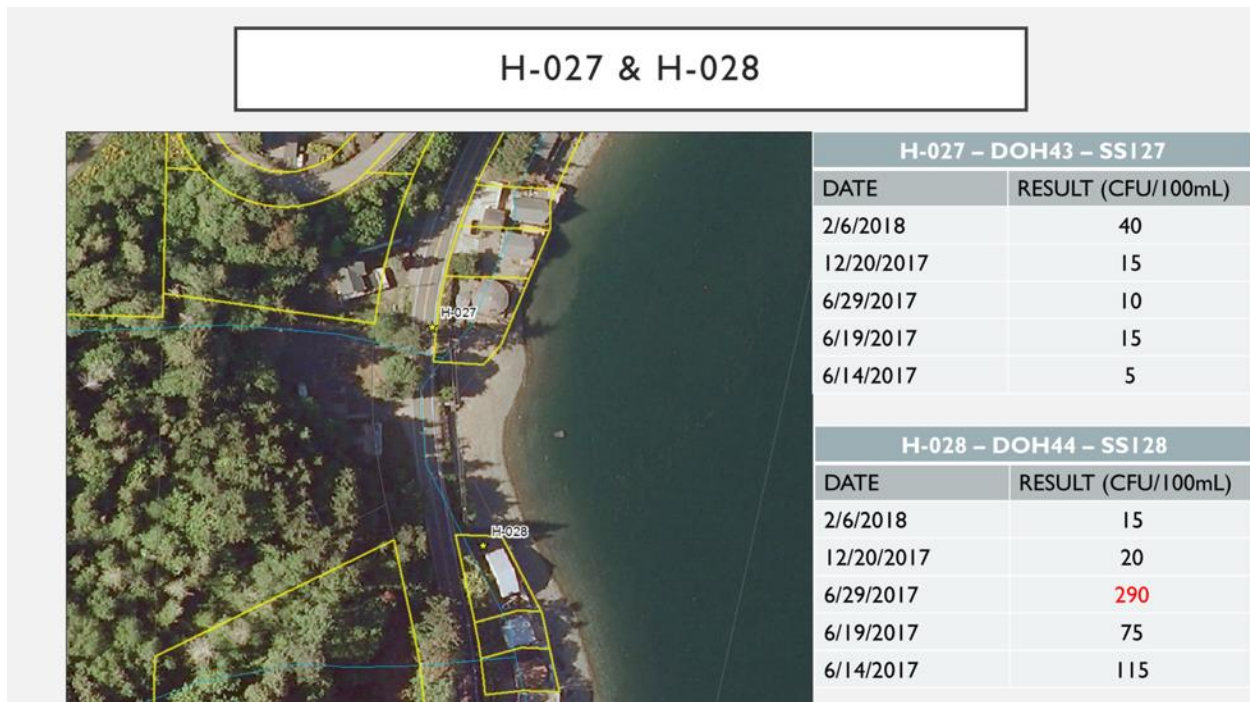 H-027 & H-028
H-027
H-028
H-027 – DOH43 – SS127
DATE RESULT (CFU/100mL)
2/6/2018 40
12/20/2017 15
6/29/2017 10
6/19/2017 15
6/14/2017 5
H-028 – DOH44 – SS128
DATE RESULT (CFU/100mL)
2/6/2018 15
12/20/2017 20
6/29/2017 290
6/19/2017 75
6/14/2017 115